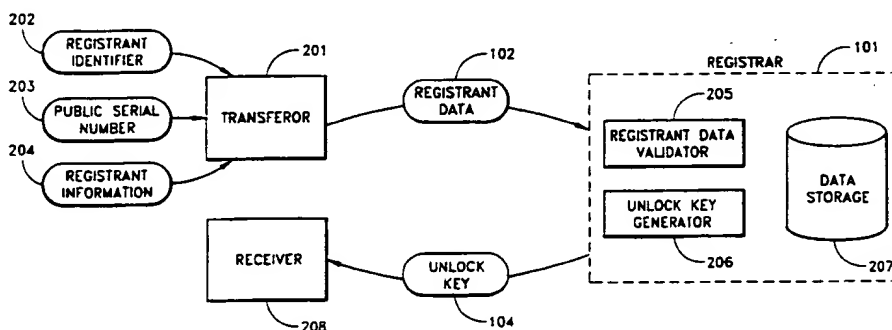 202
REGISTRANT
IDENTIFIER
203
PUBLIC SERIAL
NUMBER
204
REGISTRANT
INFORMATION
201
TRANSFEROR
102
REGISTRANT
DATA
REGISTRAR
101
205
REGISTRANT DATA
VALIDATOR
UNLOCK KEY
GENERATOR
206
DATA
STORAGE
207
RECEIVER
208
UNLOCK
KEY
104